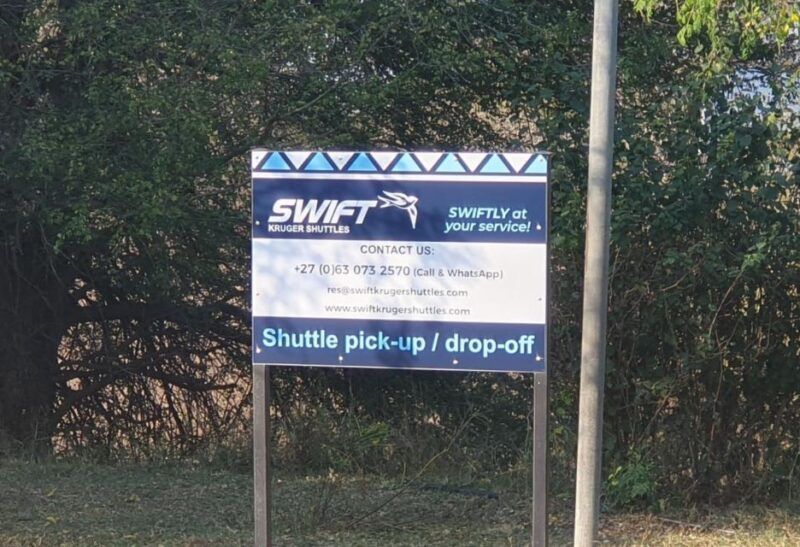 SWIFT
KRUGER SHUTTLES
SWIFTLY at
your service!
CONTACT US:
+27 (0)63 073 2570 (Call & WhatsApp)
res@swiftkrugershuttles.com
www.swiftkrugershuttles.com
Shuttle pick-up / drop-off